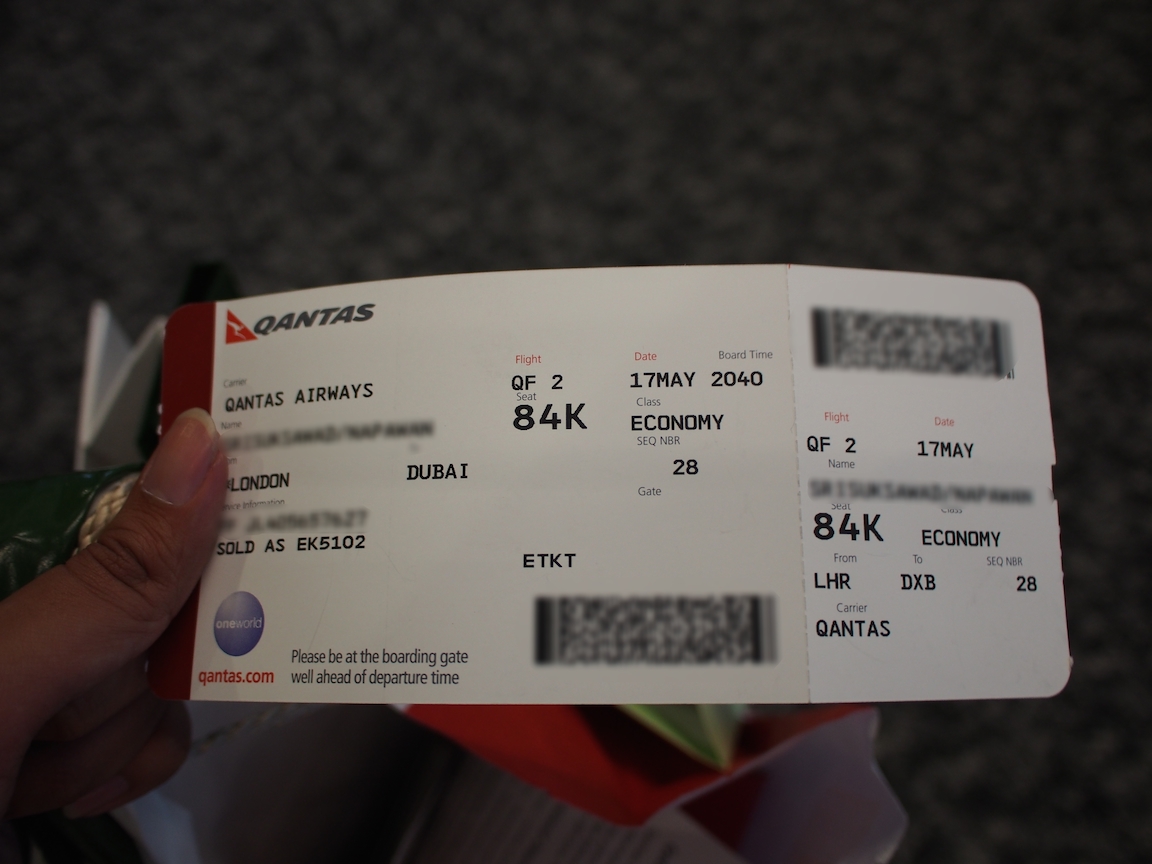 QANTAS
Carrier
QANTAS AIRWAYS
Name
LONDON
DUBAI
Flight
QF 2
Seat
84K
Date
17MAY
Board Time
2040
Class
ECONOMY
SEQ NBR
28
Gate
Information
SOLD AS EK5102
ETKT
oneworld
qantas.com
Please be at the boarding gate
well ahead of departure time
Flight
QF 2
Date
17MAY
Name
Seat
84K
Class
ECONOMY
From
LHR
To
DXB
SEQ NBR
28
Carrier
QANTAS